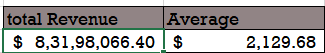 total Revenue Average
$ 8,31,98,066.40 $ 2,129.68